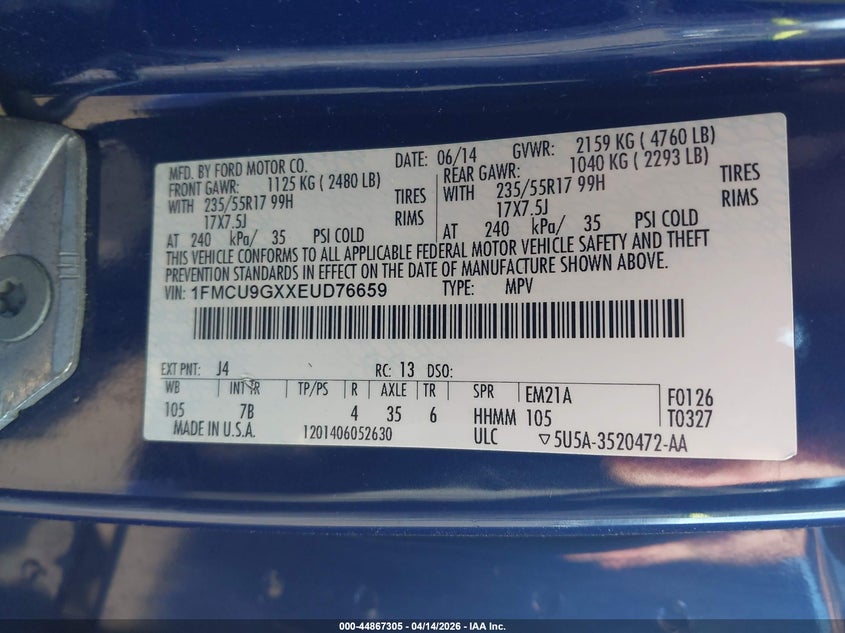 MFD. BY FORD MOTOR CO. DATE: 06/14 GVWR: 2159 KG ( 4760 LB)
FRONT GAWR: 1125 KG ( 2480 LB) REAR GAWR: 1040 KG ( 2293 LB)
WITH 235/55R17 99H TIRES WITH 235/55R17 99H TIRES
17X7.5J RIMS 17X7.5J RIMS
AT 240 kPa/ 35 PSI COLD AT 240 kPa/ 35 PSI COLD
THIS VEHICLE CONFORMS TO ALL APPLICABLE FEDERAL MOTOR VEHICLE SAFETY AND THEFT
PREVENTION STANDARDS IN EFFECT ON THE DATE OF MANUFACTURE SHOWN ABOVE.
VIN: 1FMCU9GXXEUD76659 TYPE: MPV
EXT PNT: J4 RC: 13 DSO:
WB INT TR TP/PS R AXLE TR SPR EM21A F0126
105 7B 4 35 6 HHMM 105 T0327
MADE IN U.S.A. 1201406052630 ULC ▽5U5A-3520472-AA
000-44867305 - 04/14/2026 - IAA Inc.